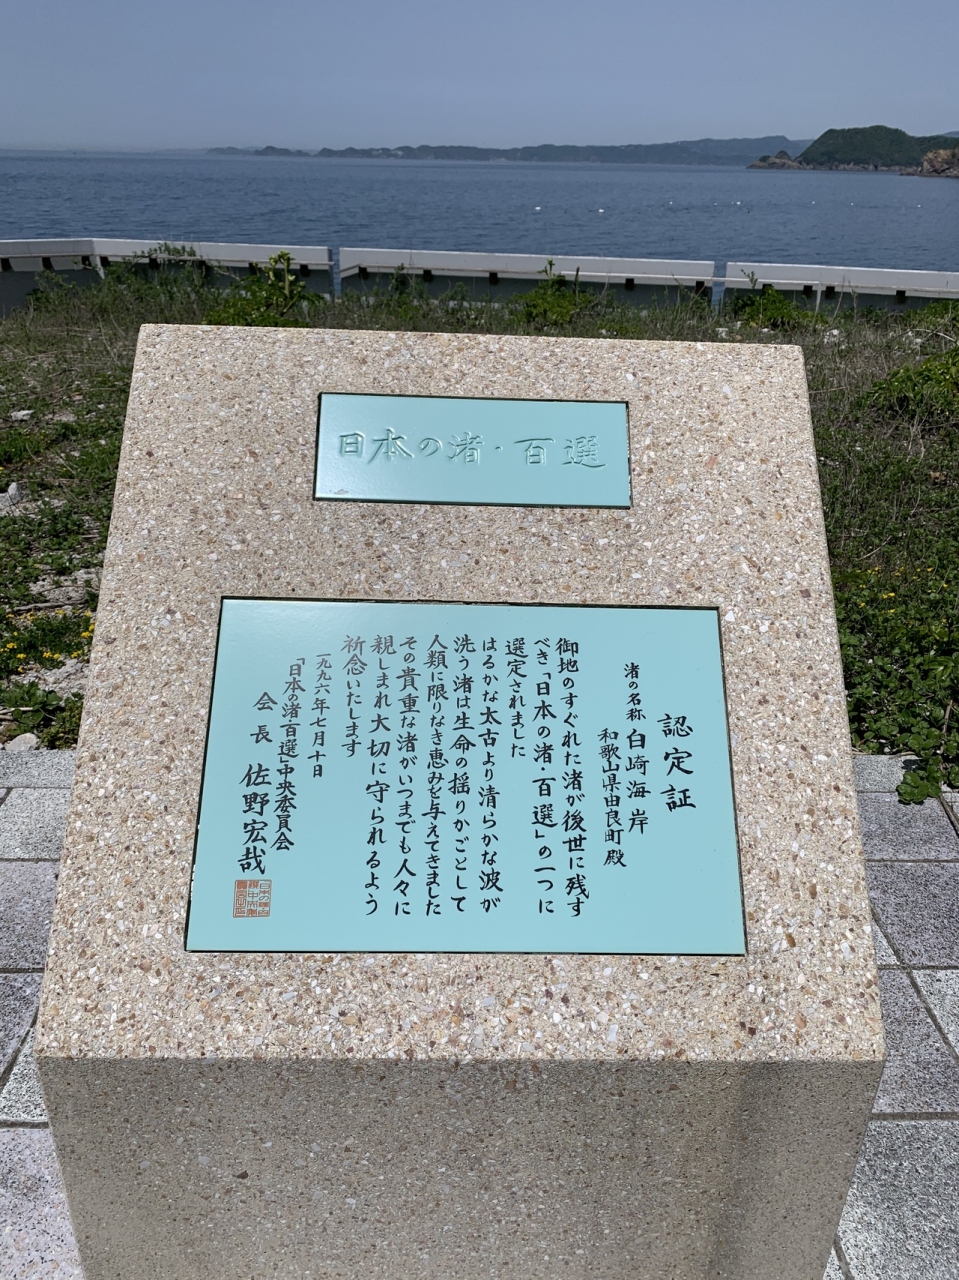 日本の渚・百選
認定証
渚の名称 白崎海岸
和歌山県由良町殿
御地のすぐれた渚が後世に残す
べき「日本の渚・百選」の一つに
選定されました
はるかな太古より清らかな波が
洗う渚は生命の揺りかごとして
人類に限りなき恵みを与えてきました
その貴重な渚がいつまでも人々に
親しまれ大切に守られるよう
祈念いたします
一九九六年七月十日
「日本の渚百選」中央委員会
会長 佐野宏哉